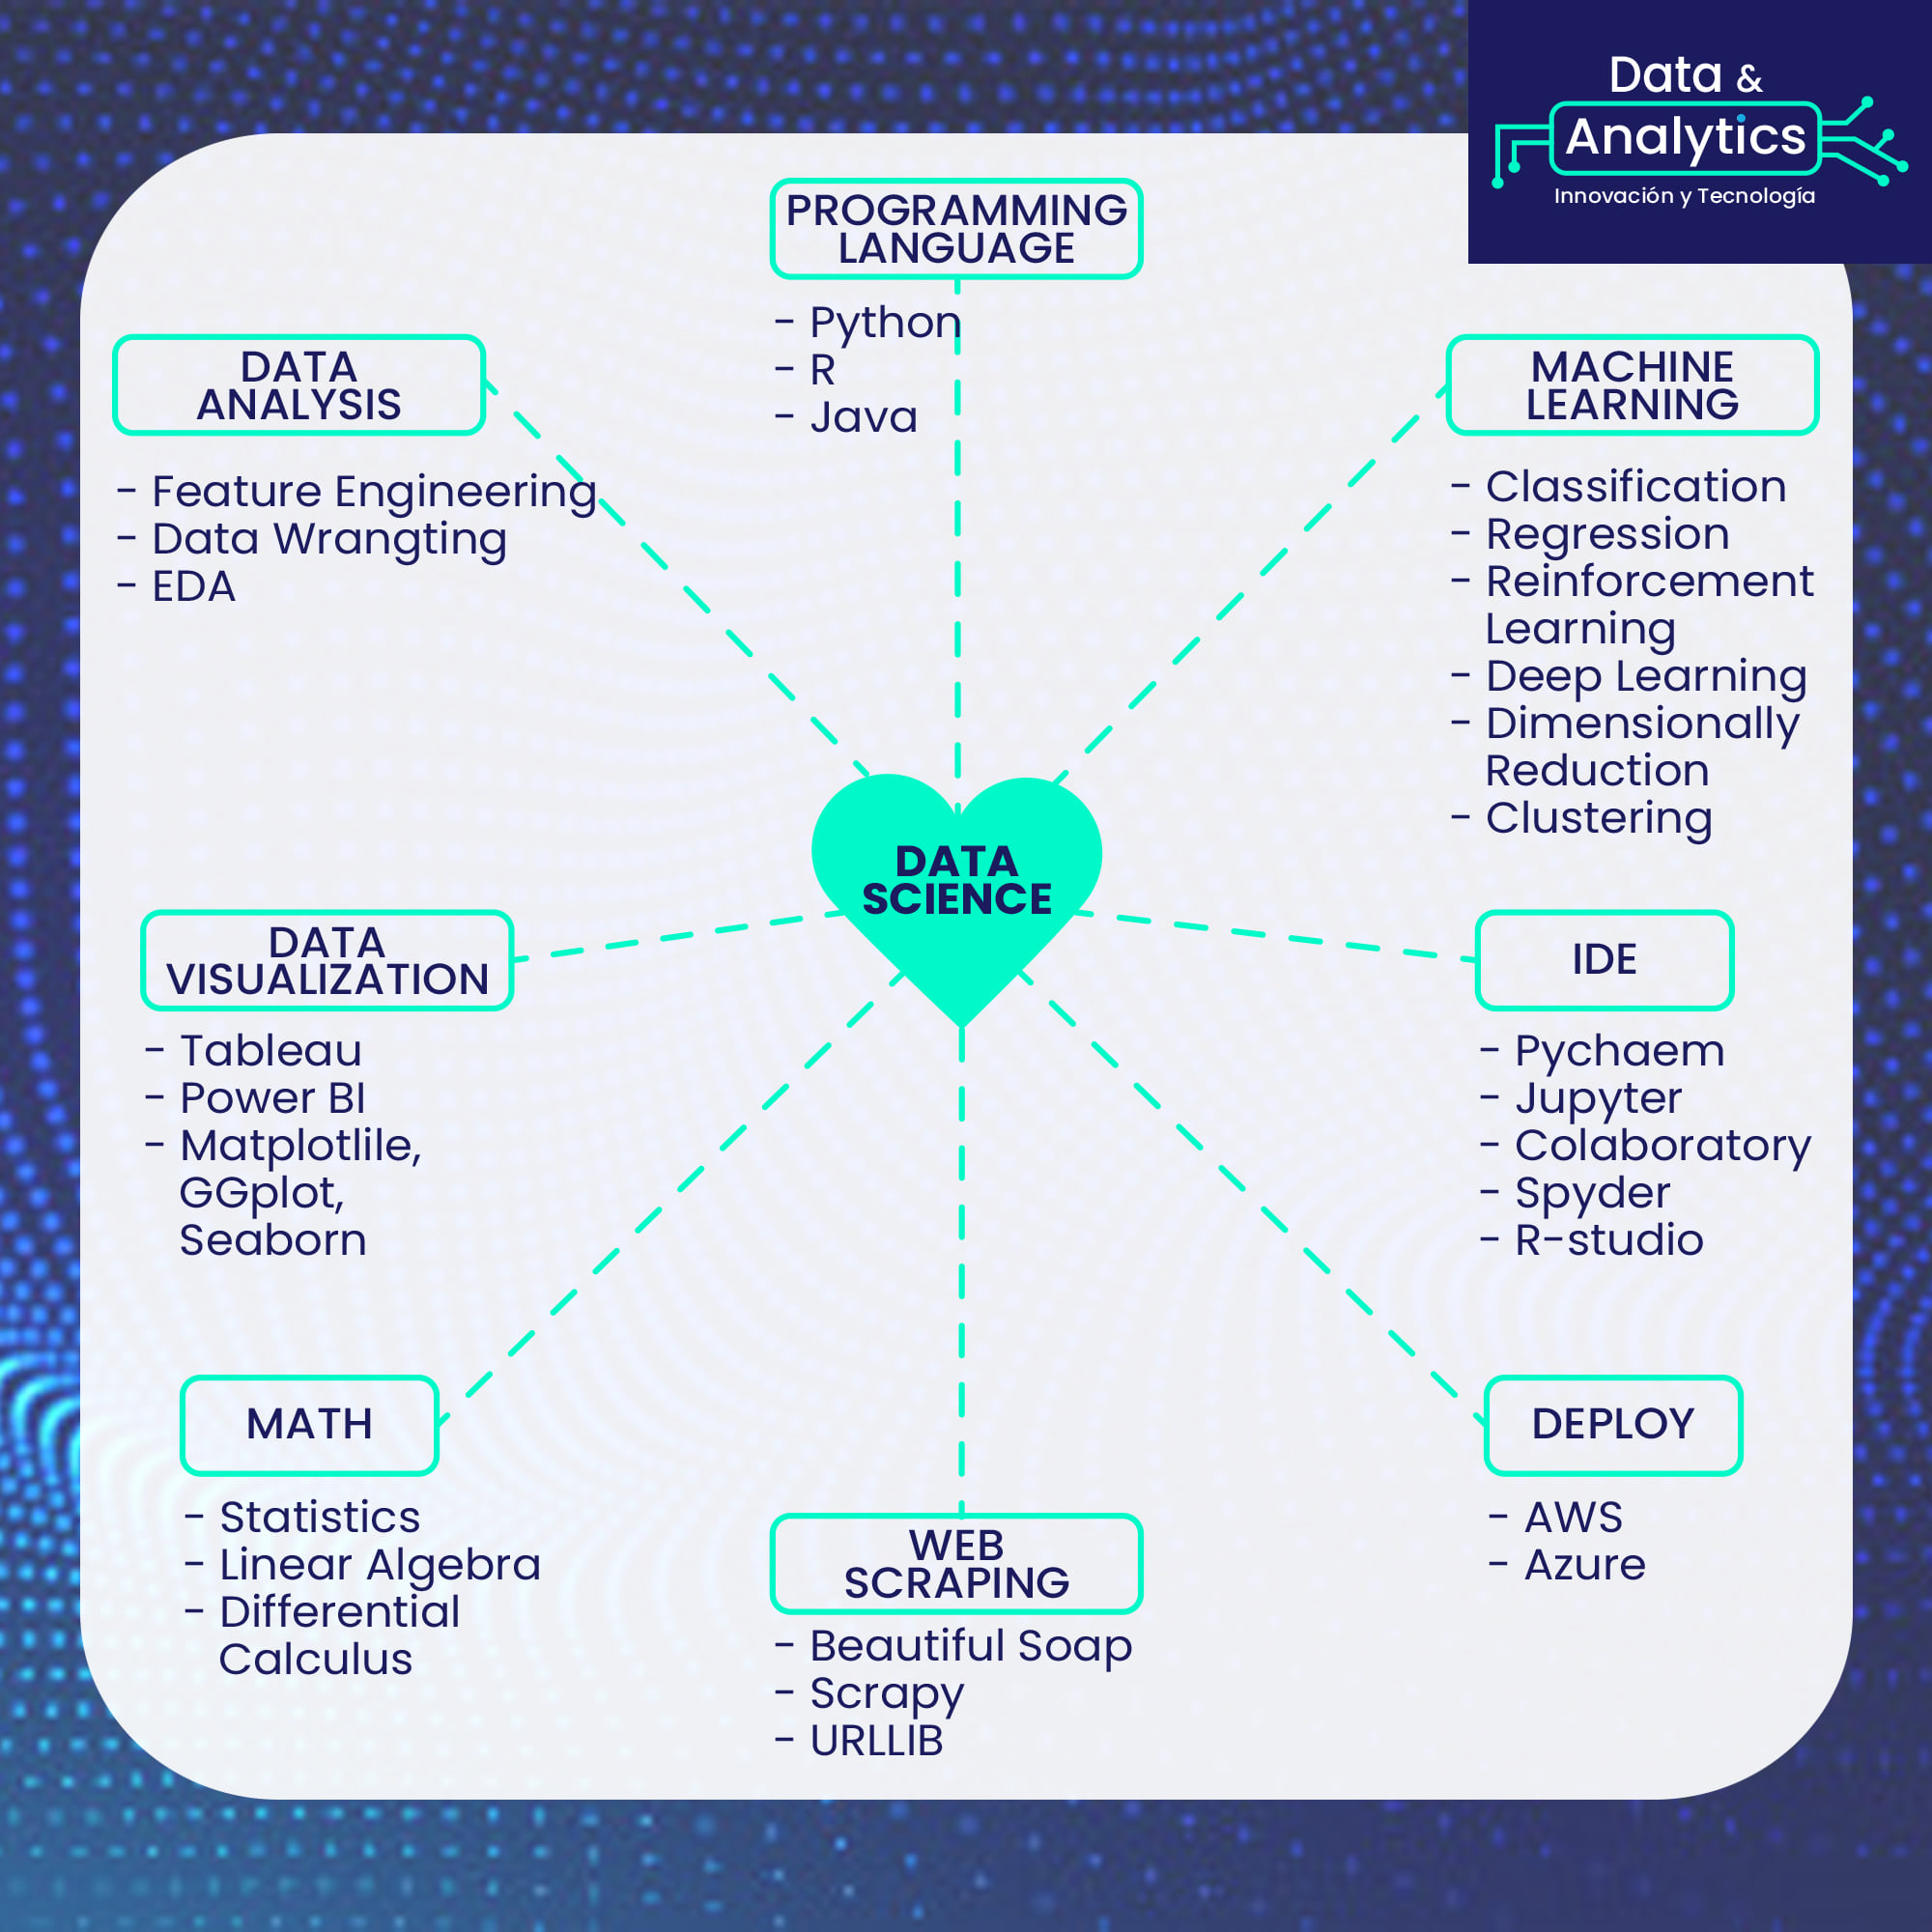 Data &
Analytics
Innovación y Tecnología
PROGRAMMING
LANGUAGE
- Python
- R
- Java
DATA
ANALYSIS
- Feature Engineering
- Data Wrangting
- EDA
MACHINE
LEARNING
- Classification
- Regression
- Reinforcement
Learning
- Deep Learning
- Dimensionally
Reduction
- Clustering
DATA
SCIENCE
DATA
VISUALIZATION
- Tableau
- Power BI
- Matplotlile,
GGplot,
Seaborn
IDE
- Pychaem
- Jupyter
- Colaboratory
- Spyder
- R-studio
MATH
- Statistics
- Linear Algebra
- Differential
Calculus
WEB
SCRAPING
- Beautiful Soap
- Scrapy
- URLLIB
DEPLOY
- AWS
- Azure